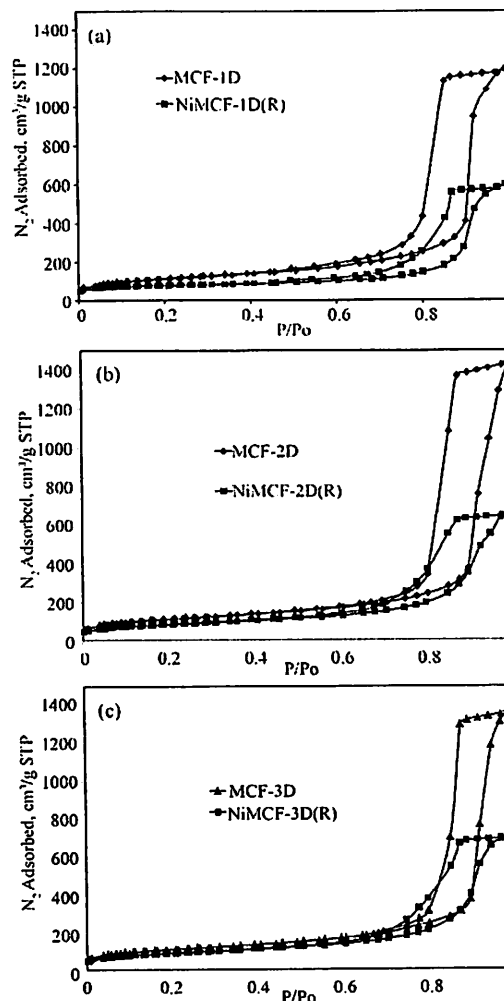 1400
(a)
1200
MCF-1D
1000
NiMCF-1D(R)
800
600
-400
200
0
N₂ Adsorbed, cm³/g STP
0 0.2 0.4 0.6 0.8
P/Po
1400
(b)
1200
1000
MCF-2D
800
NiMCF-2D(R)
600
400
200
0
N₂ Adsorbed, cm³/g STP
0 0.2 0.4 0.6 0.8
P/Po
1400
(c)
1200
1000
MCF-3D
NiMCF-3D(R)
800
600
400
200
0
N₂ Adsorbed, cm³/g STP
0 0.2 0.4 0.6 0.8
P/Po